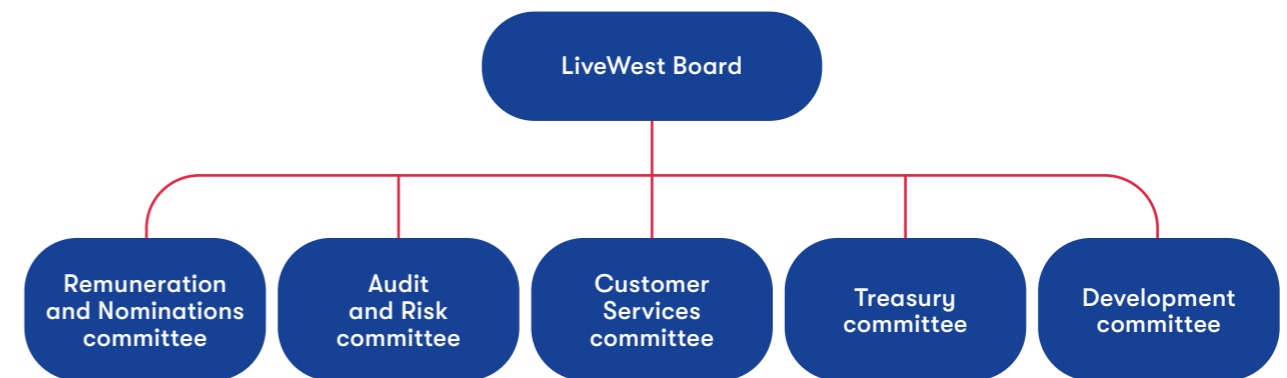 LiveWest Board
Remuneration
and Nominations
committee
Audit
and Risk
committee
Customer
Services
committee
Treasury
committee
Development
committee